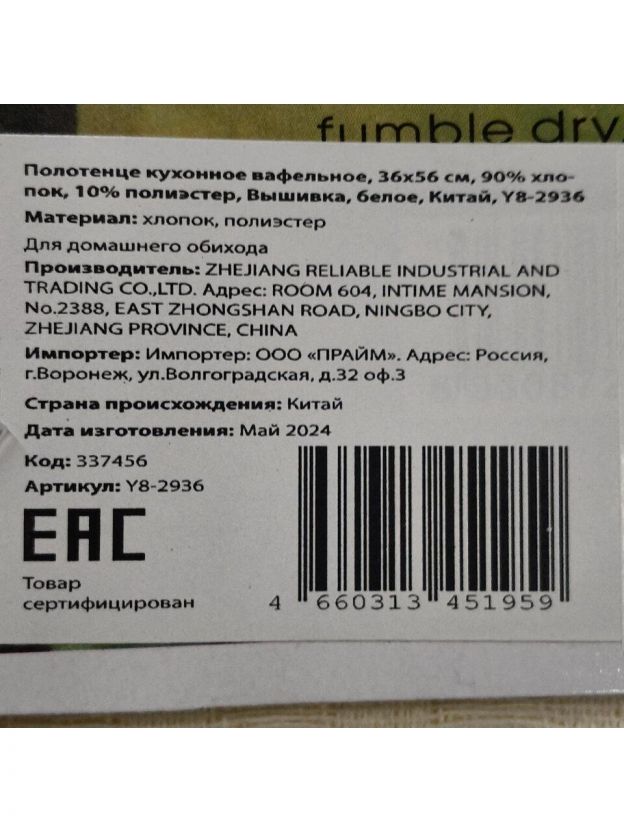 fumble dry.
Полотенце кухонное вафельное, 36х56 см, 90% хло-
пок, 10% полиэстер, Вышивка, белое, Китай, Y8-2936
Материал: хлопок, полиэстер
Для домашнего обихода
Производитель: ZHEJIANG RELIABLE INDUSTRIAL AND
TRADING CO.,LTD. Адрес: ROOM 604, INTIME MANSION,
No.2388, EAST ZHONGSHAN ROAD, NINGBO CITY,
ZHEJIANG PROVINCE, CHINA
Импортер: Импортер: ООО «ПРАЙМ». Адрес: Россия,
г.Воронеж, ул.Волгоградская, д.32 оф.3
Страна происхождения: Китай
Дата изготовления: Май 2024
Код: 337456
Артикул: Y8-2936
EAC
Товар
сертифицирован
4 660313 451959